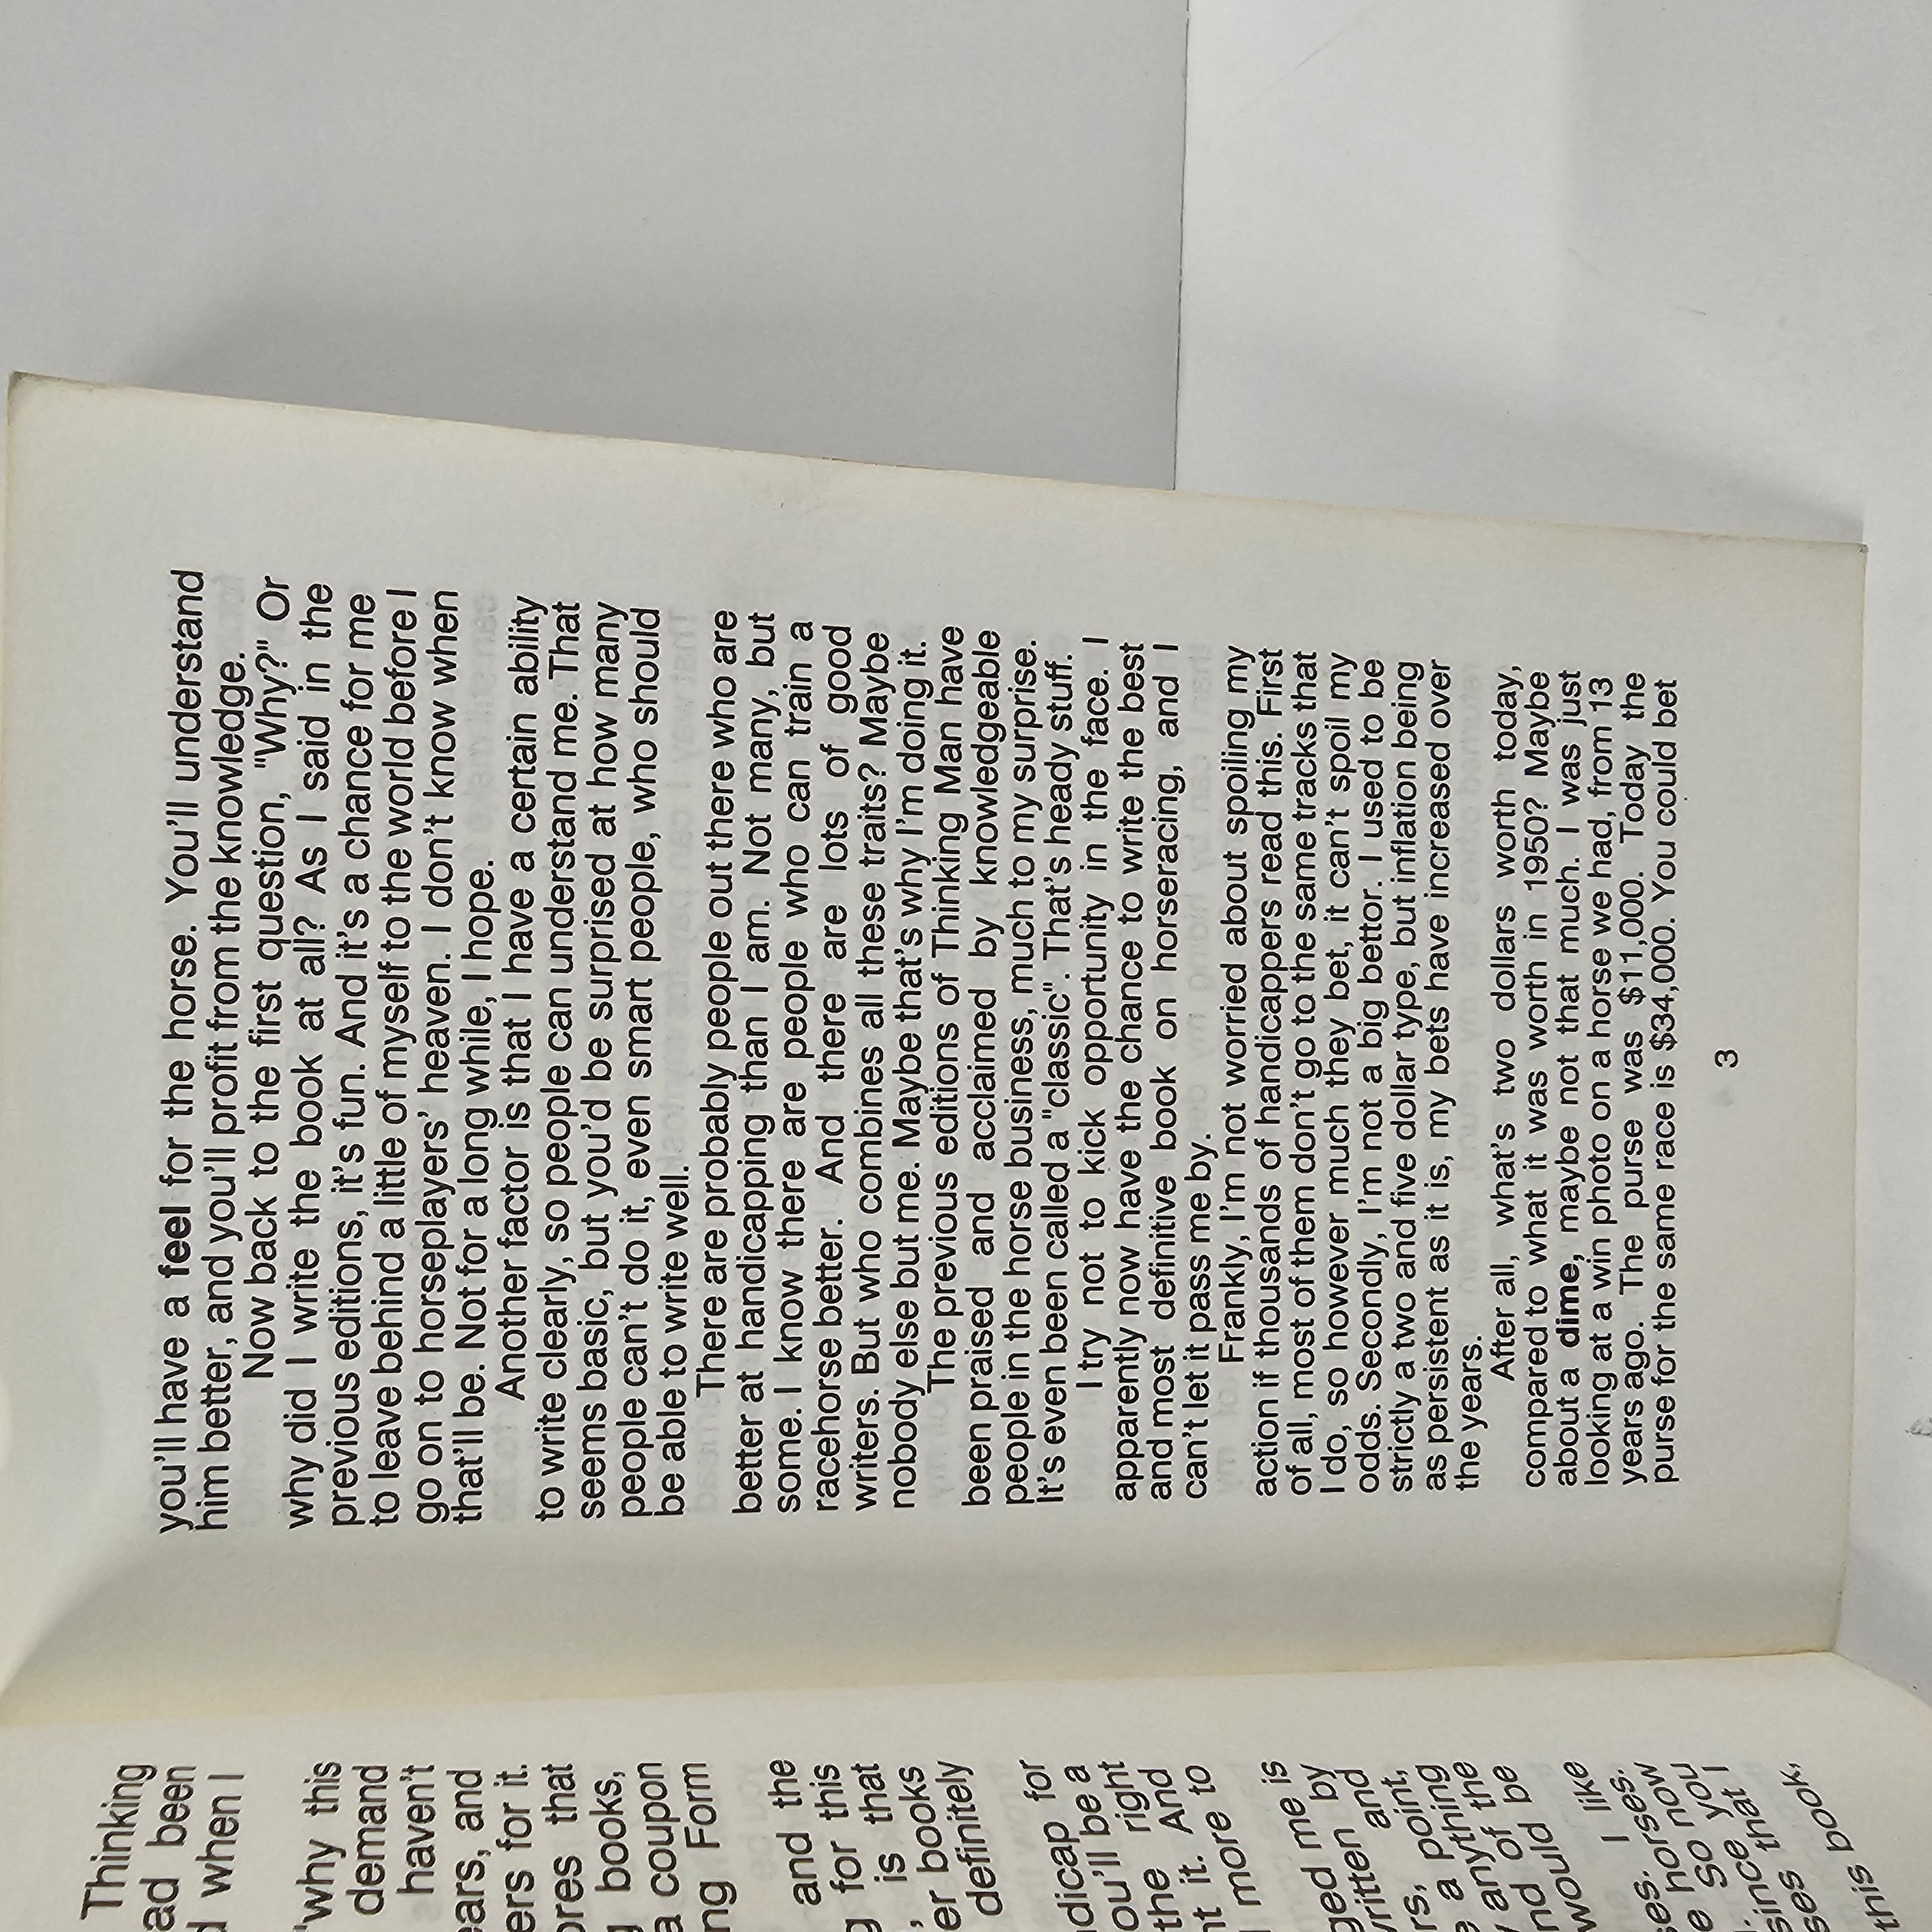 Thinking
been
when I
"why this
demand
haven't
and
for it.
that
books,
a coupon
Form
and the
for this
is that
books
definitely
for
be a
the right
it. And
more to
me is
by
and
a point,
anything
of the
would be
I like
horses.
So now
since you
that I
this book,
you'll have a feel for the horse. You'll understand
him better, and you'll profit from the knowledge.
Now back to the first question, "Why?" Or
why did I write the book at all? As I said in the
previous editions, it's fun. And it's a chance for me
to leave behind a little of myself to the world before I
go on to horseplayers' heaven. I don't know when
that'll be. Not for a long while, I hope.
Another factor is that I have a certain ability
to write clearly, so people can understand me. That
seems basic, but you'd be surprised at how many
people can't do it, even smart people, who should
be able to write well.
There are probably people out there who are
better at handicapping than I am. Not many, but
some. I know there are people who can train a
racehorse better. And there are lots of good
writers. But who combines all these traits? Maybe
nobody else but me. Maybe that's why I'm doing it.
The previous editions of Thinking Man have
been praised and acclaimed by knowledgeable
people in the horse business, much to my surprise.
It's even been called a "classic". That's heady stuff.
I try not to kick opportunity in the face. I
apparently now have the chance to write the best
and most definitive book on horseracing, and I
can't let it pass me by.
Frankly, I'm not worried about spoiling my
action if thousands of handicappers read this. First
of all, most of them don't go to the same tracks that
I do, so however much they bet, it can't spoil my
odds. Secondly, I'm not a big bettor. I used to be
strictly a two and five dollar type, but inflation being
as persistent as it is, my bets have increased over
the years.
After all, what's two dollars worth today,
compared to what it was worth in 1950? Maybe
about a dime, maybe not that much. I was just
looking at a win photo on a horse we had, from 13
years ago. The purse was $11,000. Today the
purse for the same race is $34,000. You could bet
3